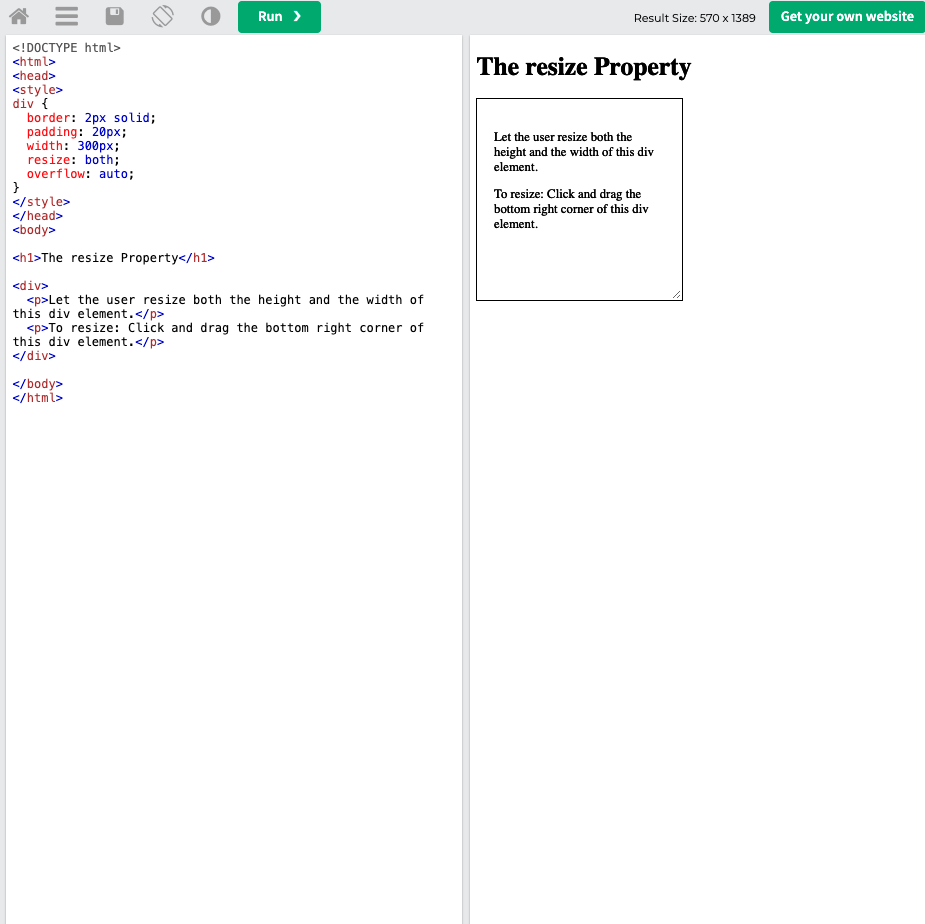 Run ❯
Result Size: 570 x 1389
Get your own website
<!DOCTYPE html>
<html>
<head>
<style>
div {
  border: 2px solid;
  padding: 20px;
  width: 300px;
  resize: both;
  overflow: auto;
}
</style>
</head>
<body>

<h1>The resize Property</h1>

<div>
  <p>Let the user resize both the height and the width of
this div element.</p>
  <p>To resize: Click and drag the bottom right corner of
this div element.</p>
</div>

</body>
</html>
The resize Property
Let the user resize both the
height and the width of this div
element.
To resize: Click and drag the
bottom right corner of this div
element.